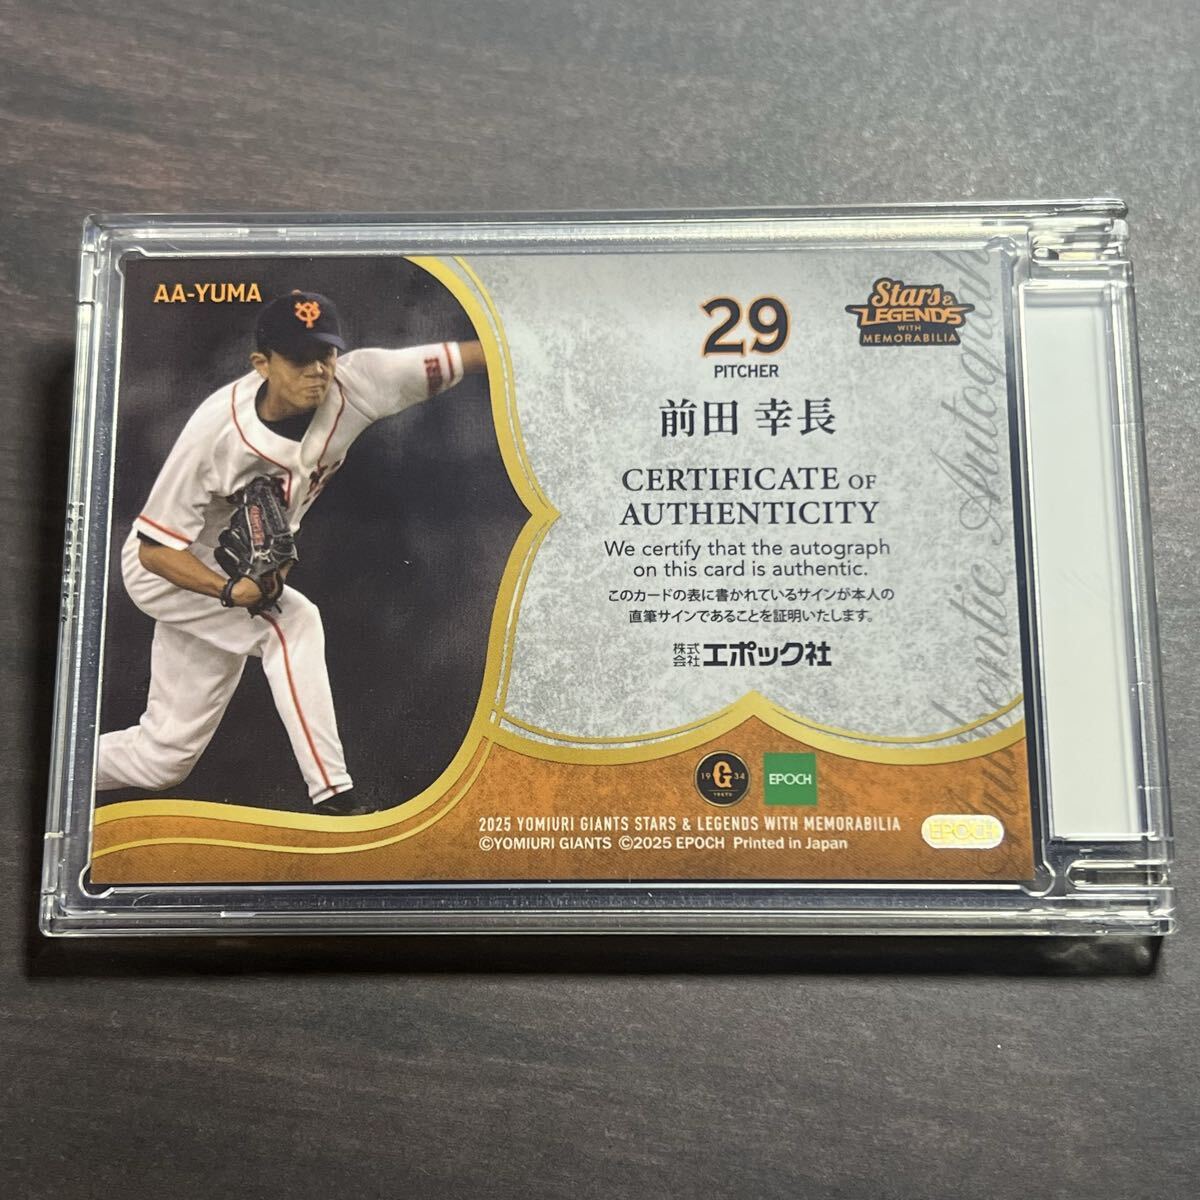 AA-YUMA
29
PITCHER
前田 幸長
Stars &
LEGENDS
WITH
MEMORABILIA
CERTIFICATE OF
AUTHENTICITY
We certify that the autograph
on this card is authentic.
このカードの表に書かれているサインが本人の
直筆サインであることを証明いたします。
株式
会社エポック社
Authentic Autograph
19 G 34
TOKYO
EPOCH
2025 YOMIURI GIANTS STARS & LEGENDS WITH MEMORABILIA
©YOMIURI GIANTS ©2025 EPOCH Printed in Japan
EPOCH